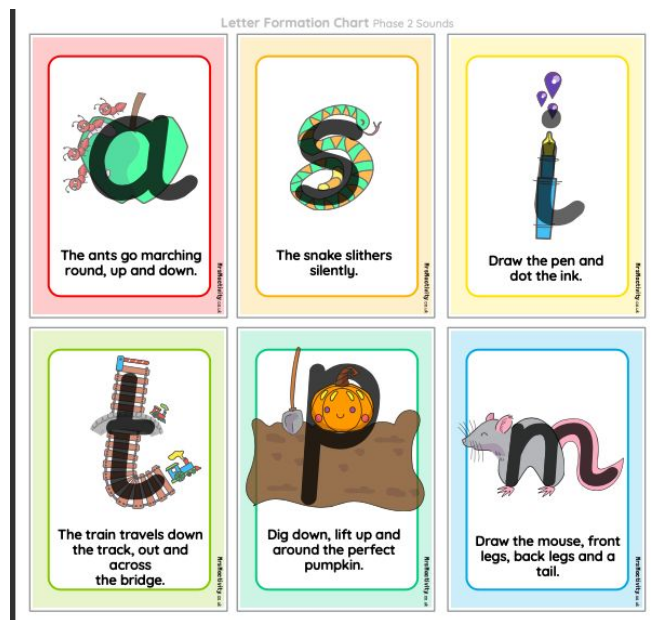 Letter Formation Chart Phase 2 Sounds
a
The ants go marching
round, up and down.
s
The snake slithers
silently.
i
Draw the pen and
dot the ink.
t
The train travels down
the track, out and
across
the bridge.
p
Dig down, lift up and
around the perfect
pumpkin.
m
Draw the mouse, front
legs, back legs and a
tail.